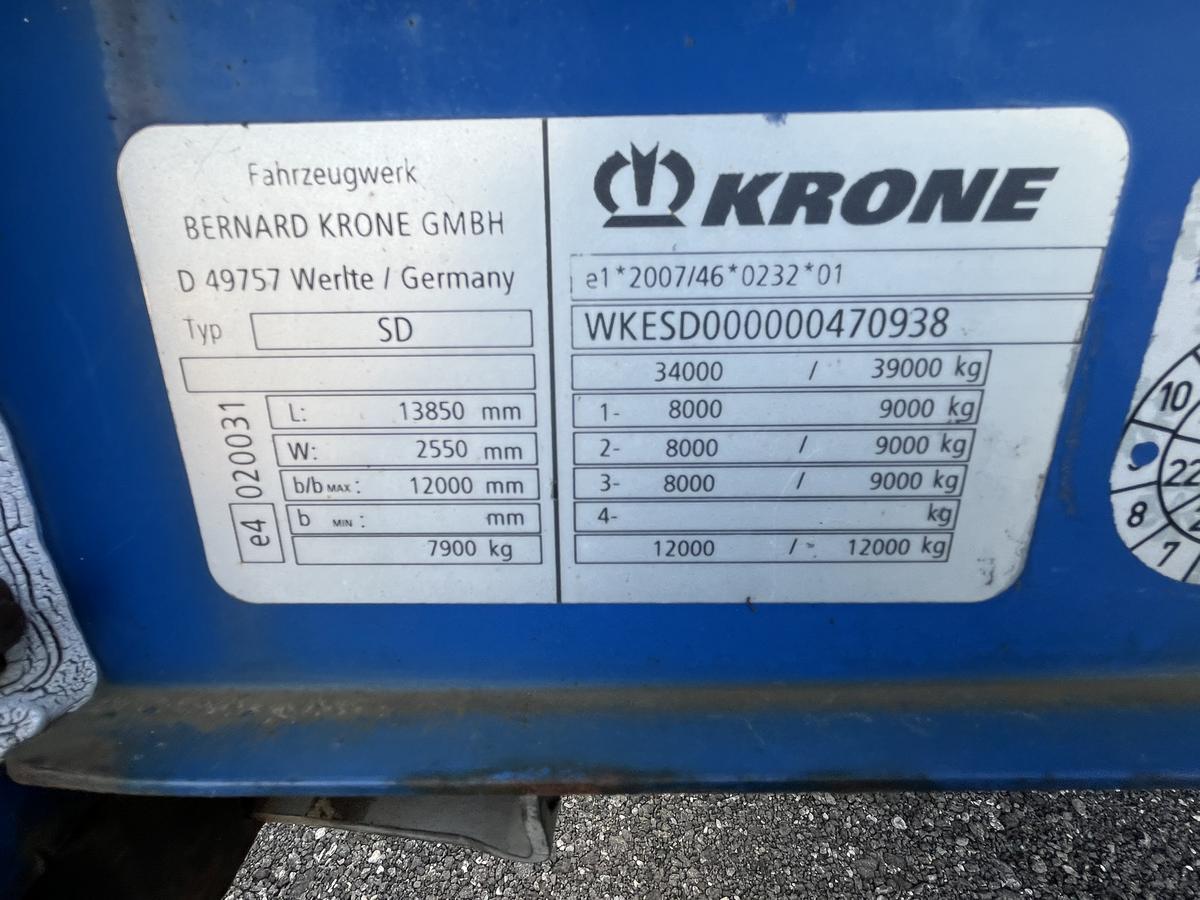 Fahrzeugwerk
BERNARD KRONE GMBH
D 49757 Werlte / Germany
Typ SD
L: 13850 mm
W: 2550 mm
b/b MAX : 12000 mm
b MIN : mm
7900 kg
e4 020031
KRONE
e1*2007/46*0232*01
WKESD000000470938
34000 / 39000 kg
1- 8000 9000 kg
2- 8000 / 9000 kg
3- 8000 / 9000 kg
4- kg
12000 / 12000 kg
10
22
8
7